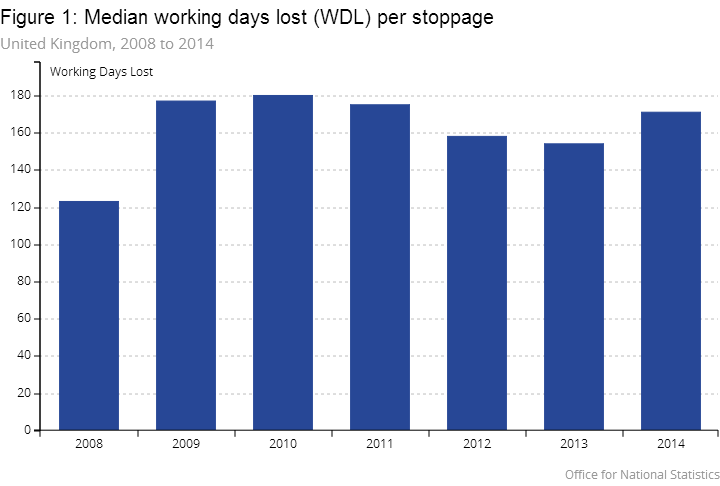 Figure 1: Median working days lost (WDL) per stoppage
United Kingdom, 2008 to 2014
Working Days Lost
180
160
140
120
100
80
60
40
20
0
2008 2009 2010 2011 2012 2013 2014
Office for National Statistics